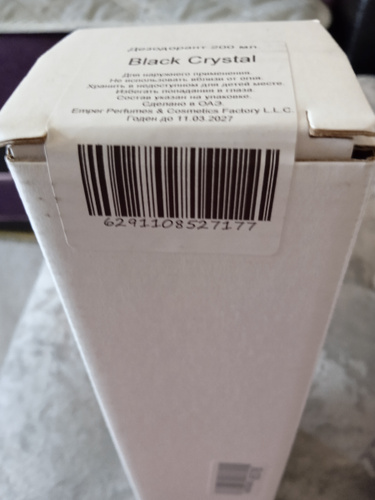 Дезодорант 200 мл
Black Crystal
Для наружного применения.
Не использовать вблизи от огня.
Хранить в недоступном для детей месте.
Избегать попадания в глаза.
Состав указан на упаковке.
Сделано в ОАЭ.
Emper Perfumes & Cosmetics Factory L.L.C.
Годен до 11.03.2027
6291108527177